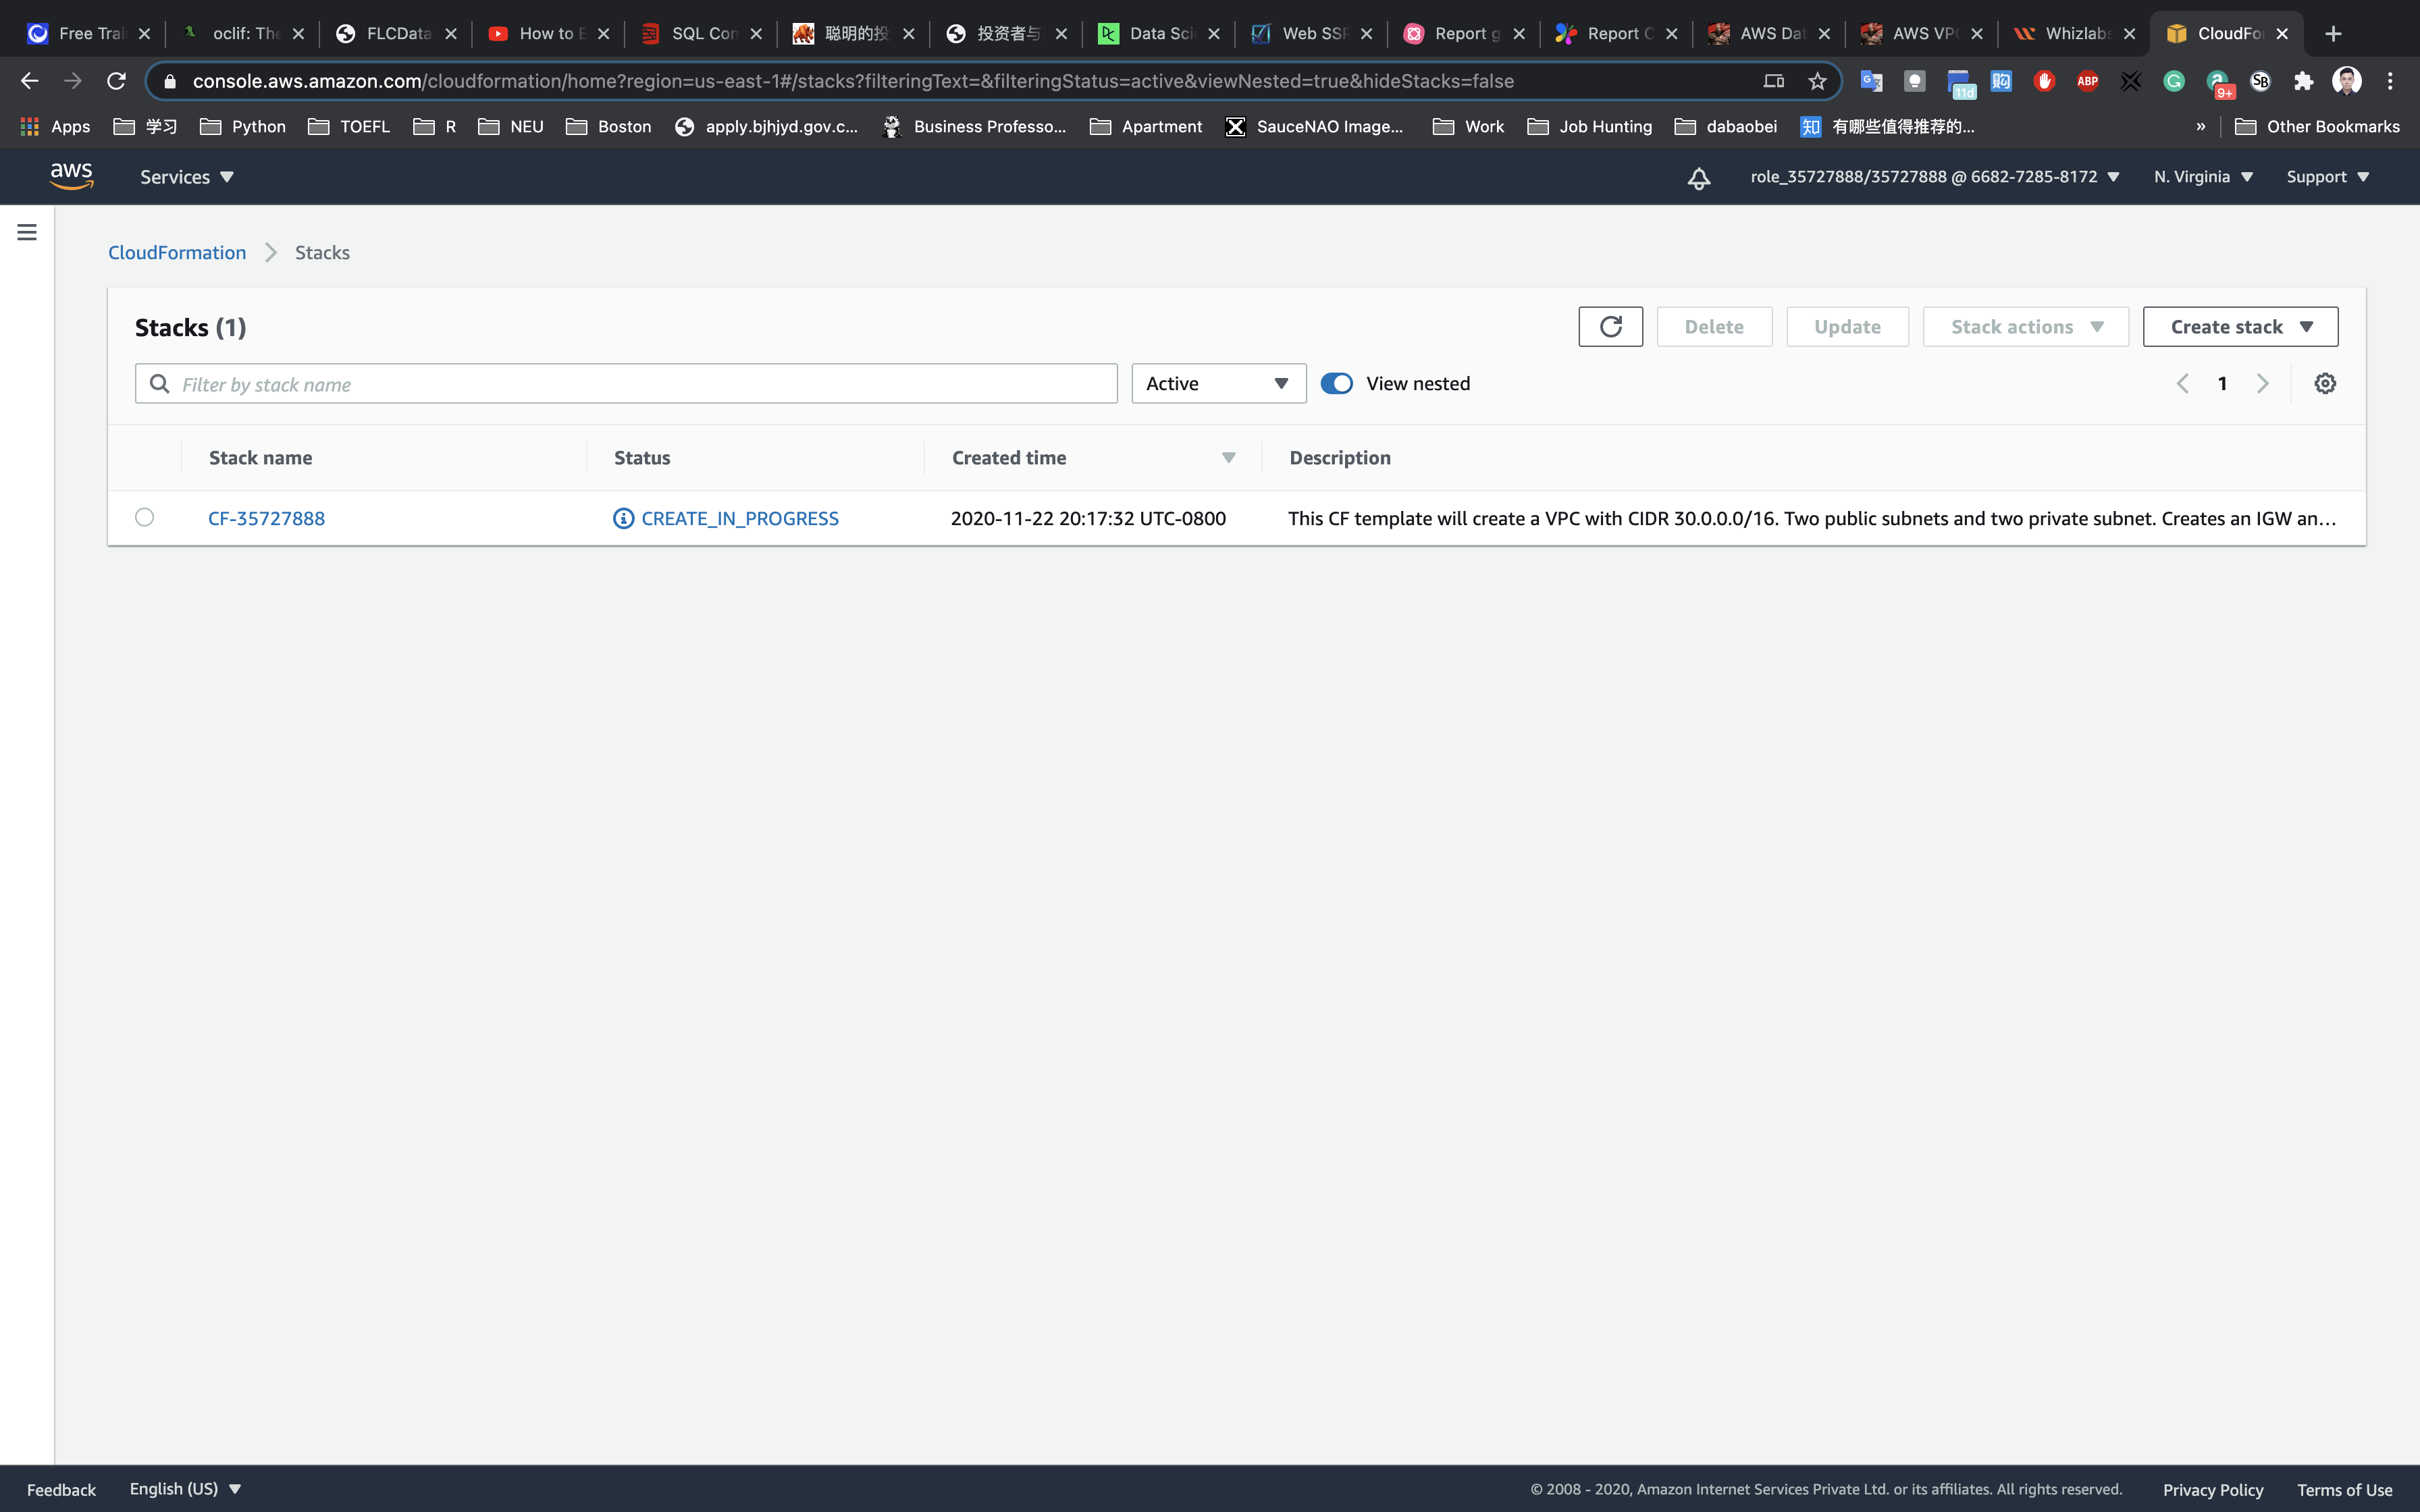 Free Trai oclif: The FLCData How to E SQL Con 聪明的投 投资者与 Data Sci Web SSR Report g Report C AWS Dat AWS VPC Whizlabs CloudFor
console.aws.amazon.com/cloudformation/home?region=us-east-1#/stacks?filteringText=&filteringStatus=active&viewNested=true&hideStacks=false 11d 购 ABP G 9+ SB
Apps 学习 Python TOEFL R NEU Boston apply.bjhjyd.gov.c... Business Professo... Apartment SauceNAO Image... Work Job Hunting dabaobei 知 有哪些值得推荐的... » Other Bookmarks
aws Services role_35727888/35727888 @ 6682-7285-8172 N. Virginia Support
CloudFormation Stacks
Stacks (1) Delete Update Stack actions Create stack
Filter by stack name Active View nested 1
Stack name Status Created time Description
CF-35727888 CREATE_IN_PROGRESS 2020-11-22 20:17:32 UTC-0800 This CF template will create a VPC with CIDR 30.0.0.0/16. Two public subnets and two private subnet. Creates an IGW an...
Feedback English (US) © 2008 - 2020, Amazon Internet Services Private Ltd. or its affiliates. All rights reserved. Privacy Policy Terms of Use